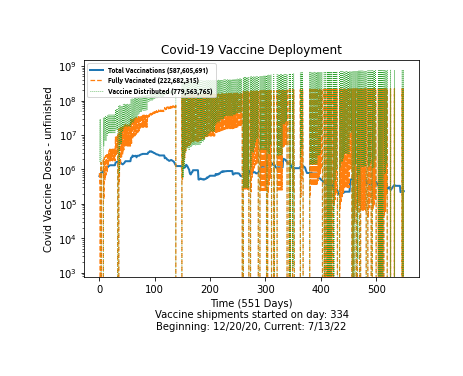 Covid-19 Vaccine Deployment
Total Vaccinations (587,605,691)
Fully Vacinated (222,682,315)
Vaccine Distributed (779,563,765)
Covid Vaccine Doses - unfinished
10⁹
10⁸
10⁷
10⁶
10⁵
10⁴
10³
0 100 200 300 400 500
Time (551 Days)
Vaccine shipments started on day: 334
Beginning: 12/20/20, Current: 7/13/22